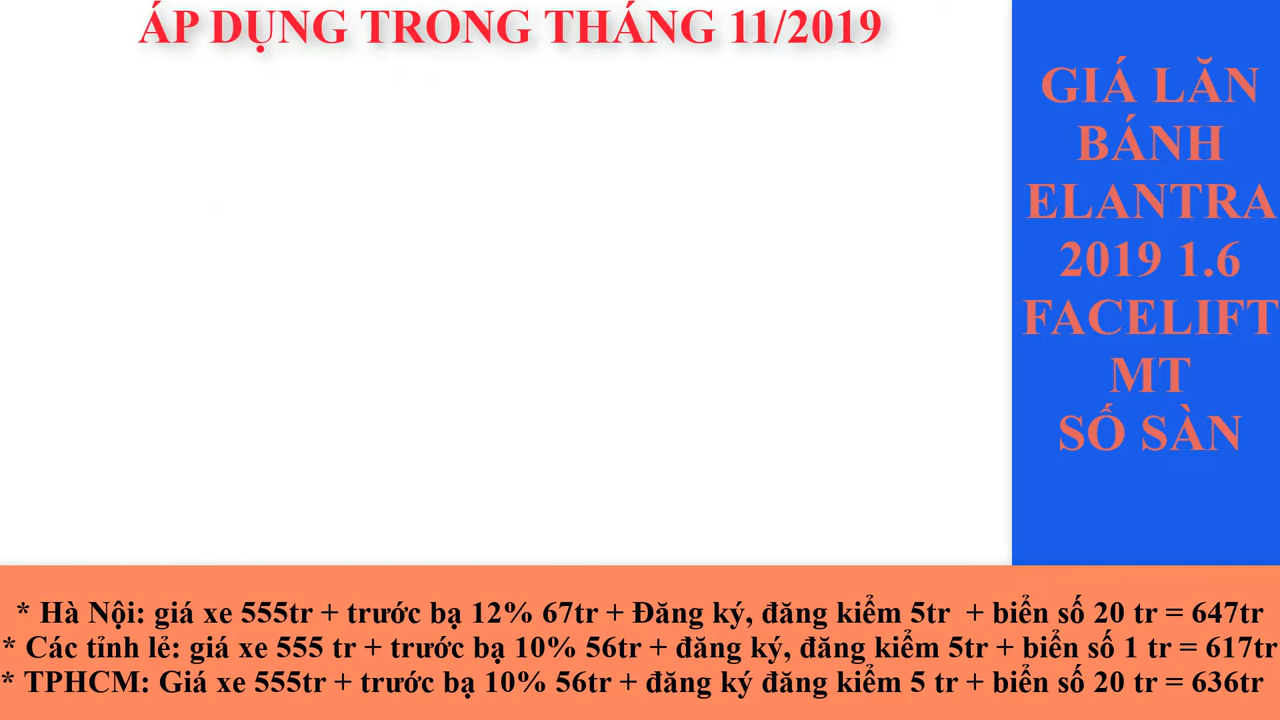 ÁP DỤNG TRONG THÁNG 11/2019
GIÁ LĂN
BÁNH
ELANTRA
2019 1.6
FACELIFT
MT
SỐ SÀN
* Hà Nội: giá xe 555tr + trước bạ 12% 67tr + Đăng ký, đăng kiểm 5tr + biển số 20 tr = 647tr
* Các tỉnh lẻ: giá xe 555 tr + trước bạ 10% 56tr + đăng ký, đăng kiểm 5tr + biển số 1 tr = 617tr
* TPHCM: Giá xe 555tr + trước bạ 10% 56tr + đăng ký đăng kiểm 5 tr + biển số 20 tr = 636tr